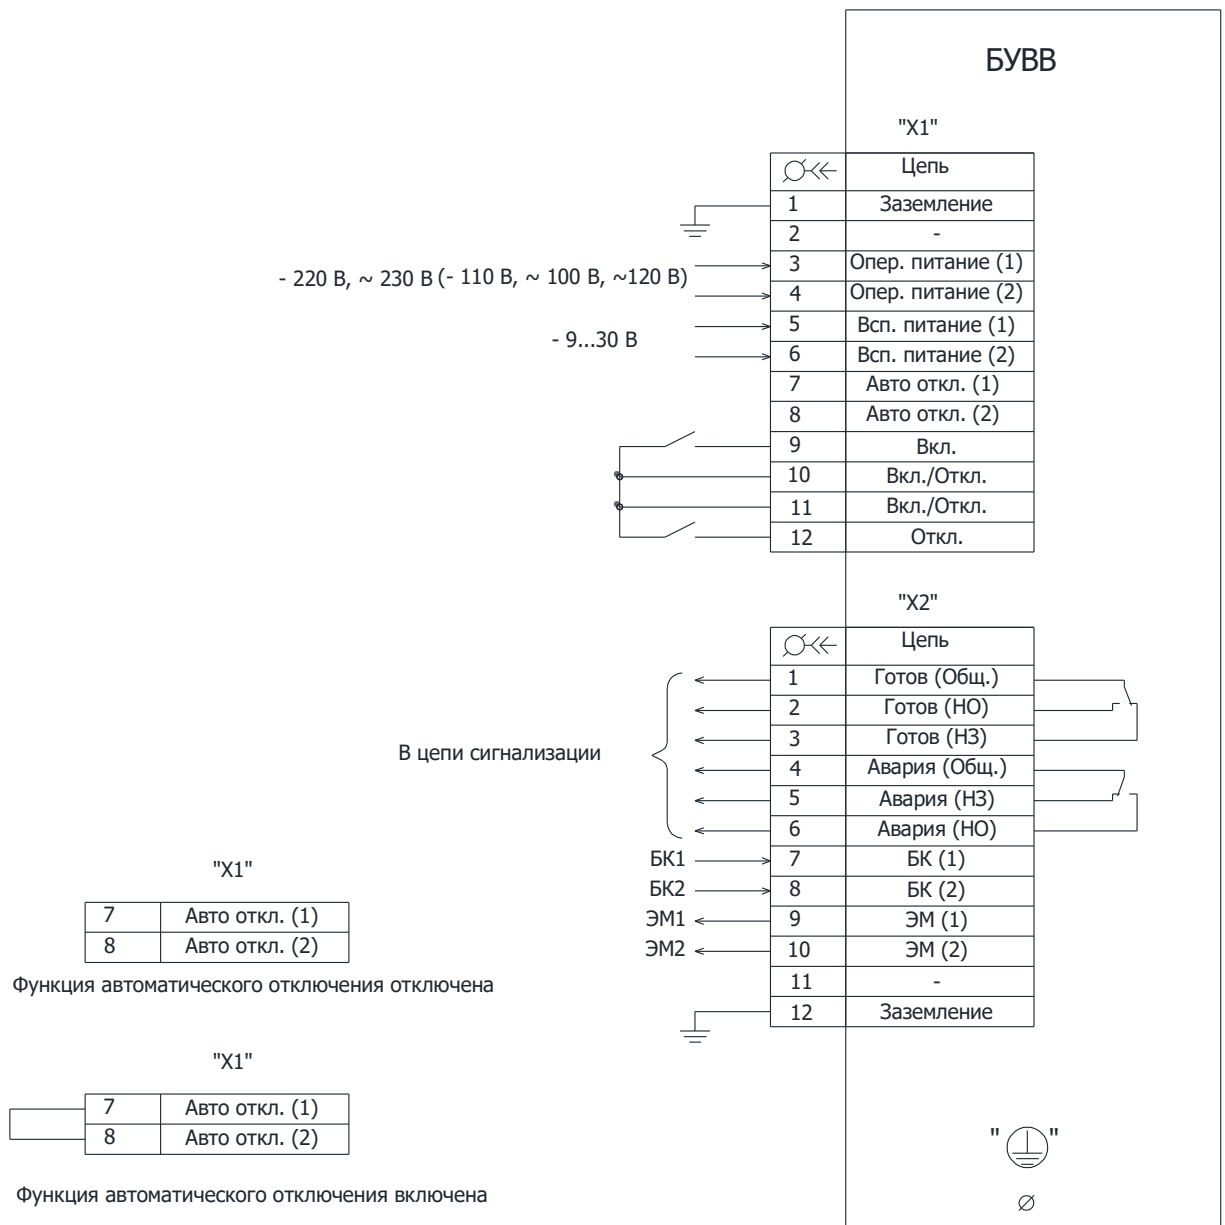 БУВВ
"X1"
Цепь
1 Заземление
2 -
- 220 В, ~ 230 В (- 110 В, ~ 100 В, ~120 В)
3 Опер. питание (1)
4 Опер. питание (2)
- 9...30 В
5 Всп. питание (1)
6 Всп. питание (2)
7 Авто откл. (1)
8 Авто откл. (2)
9 Вкл.
10 Вкл./Откл.
11 Вкл./Откл.
12 Откл.
"X2"
Цепь
1 Готов (Общ.)
2 Готов (НО)
3 Готов (НЗ)
В цепи сигнализации
4 Авария (Общ.)
5 Авария (НЗ)
6 Авария (НО)
БК1 7 БК (1)
БК2 8 БК (2)
ЭМ1 9 ЭМ (1)
ЭМ2 10 ЭМ (2)
11 -
12 Заземление
"X1"
7 Авто откл. (1)
8 Авто откл. (2)
Функция автоматического отключения отключена
"X1"
7 Авто откл. (1)
8 Авто откл. (2)
Функция автоматического отключения включена
" "